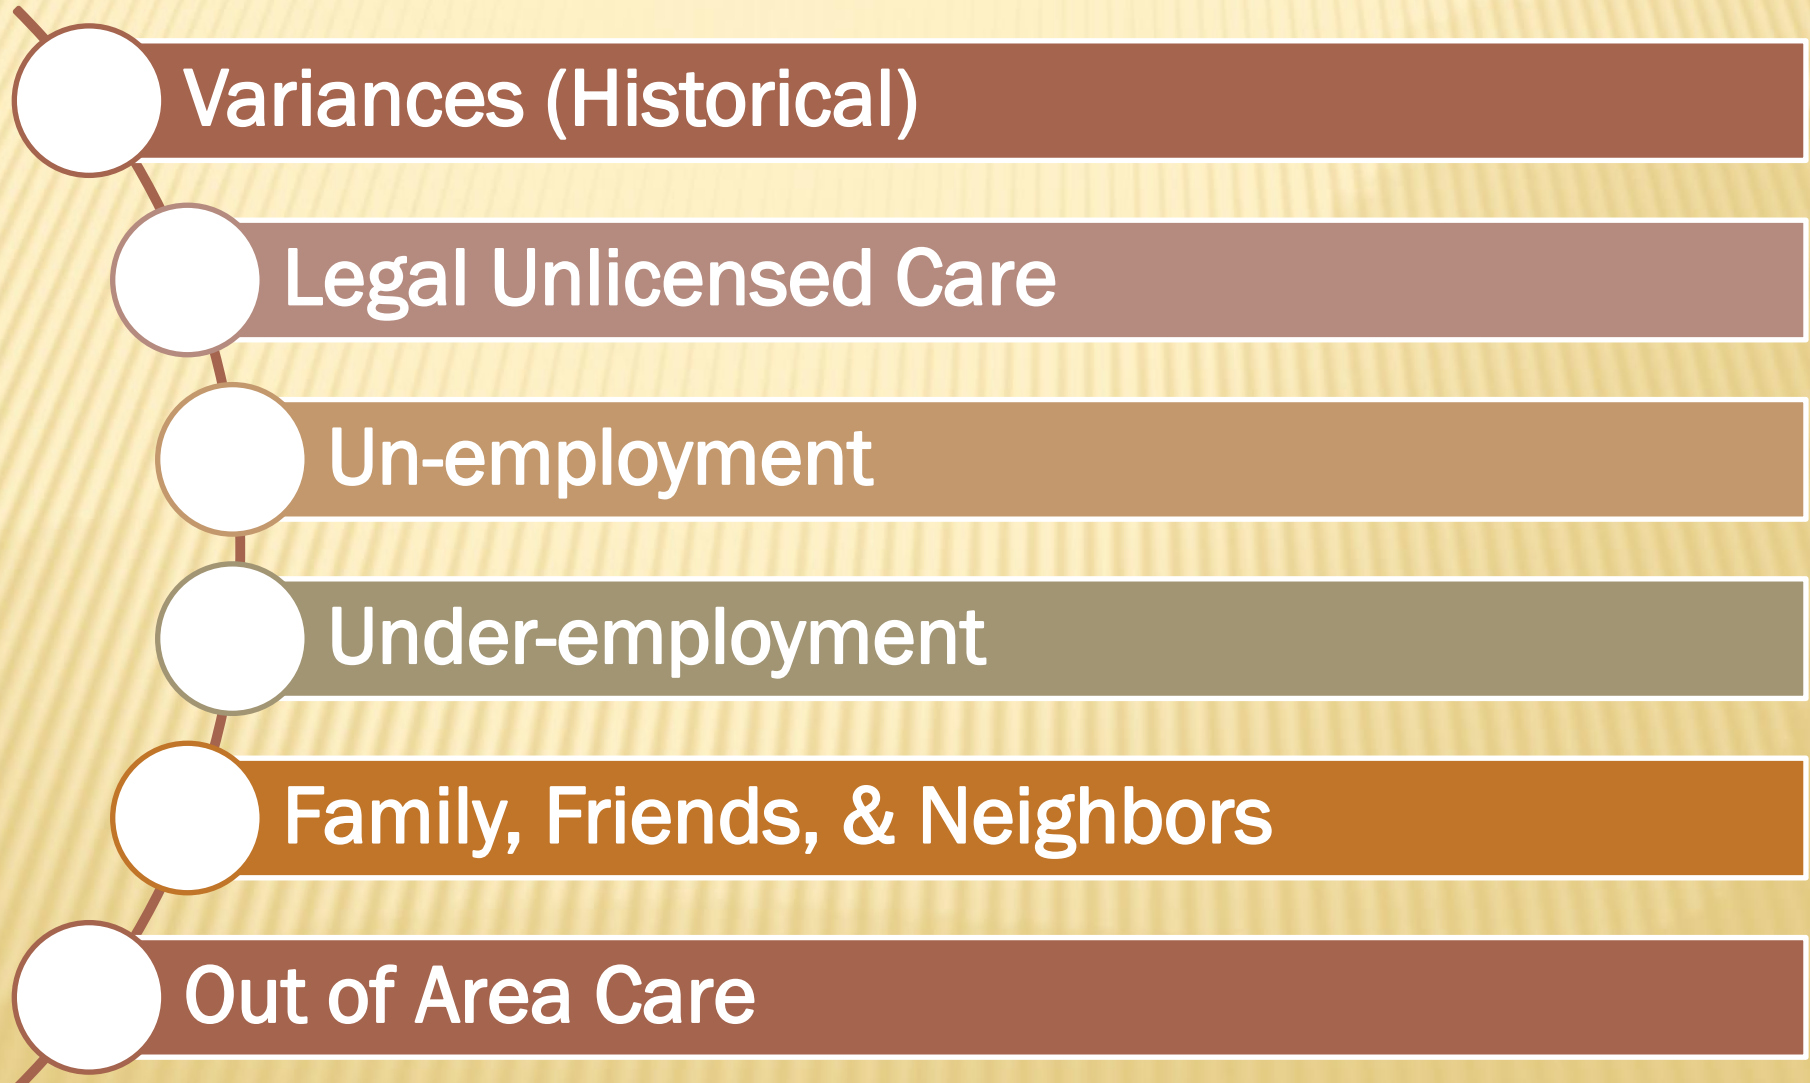 Variances (Historical)
Legal Unlicensed Care
Un-employment
Under-employment
Family, Friends, & Neighbors
Out of Area Care